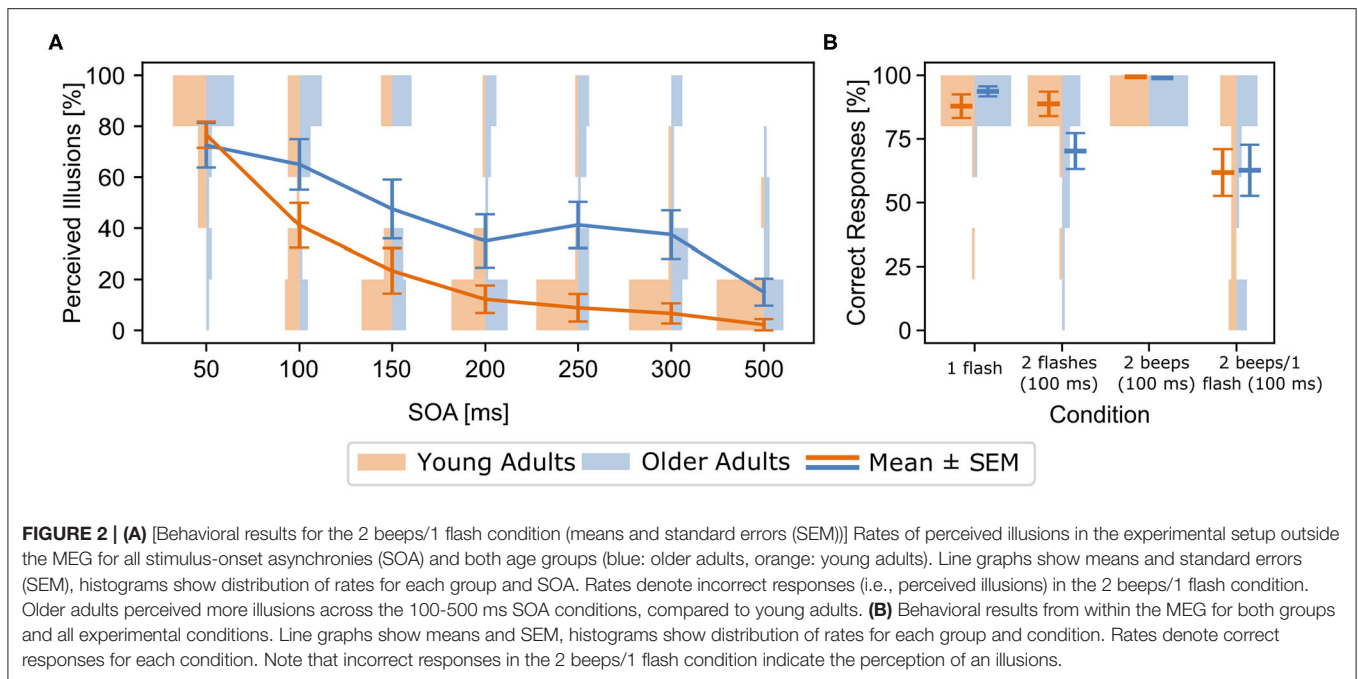 A
B
100
80
60
40
20
0
Perceived Illusions [%]
50 100 150 200 250 300 500
SOA [ms]
100
75
50
25
0
Correct Responses [%]
1 flash
2 flashes
(100 ms)
2 beeps
(100 ms)
2 beeps/1
flash (100 ms)
Condition
Young Adults Older Adults Mean ± SEM
FIGURE 2 | (A) [Behavioral results for the 2 beeps/1 flash condition (means and standard errors (SEM))] Rates of perceived illusions in the experimental setup outside
the MEG for all stimulus-onset asynchronies (SOA) and both age groups (blue: older adults, orange: young adults). Line graphs show means and standard errors
(SEM), histograms show distribution of rates for each group and SOA. Rates denote incorrect responses (i.e., perceived illusions) in the 2 beeps/1 flash condition.
Older adults perceived more illusions across the 100-500 ms SOA conditions, compared to young adults. (B) Behavioral results from within the MEG for both groups
and all experimental conditions. Line graphs show means and SEM, histograms show distribution of rates for each group and condition. Rates denote correct
responses for each condition. Note that incorrect responses in the 2 beeps/1 flash condition indicate the perception of an illusions.